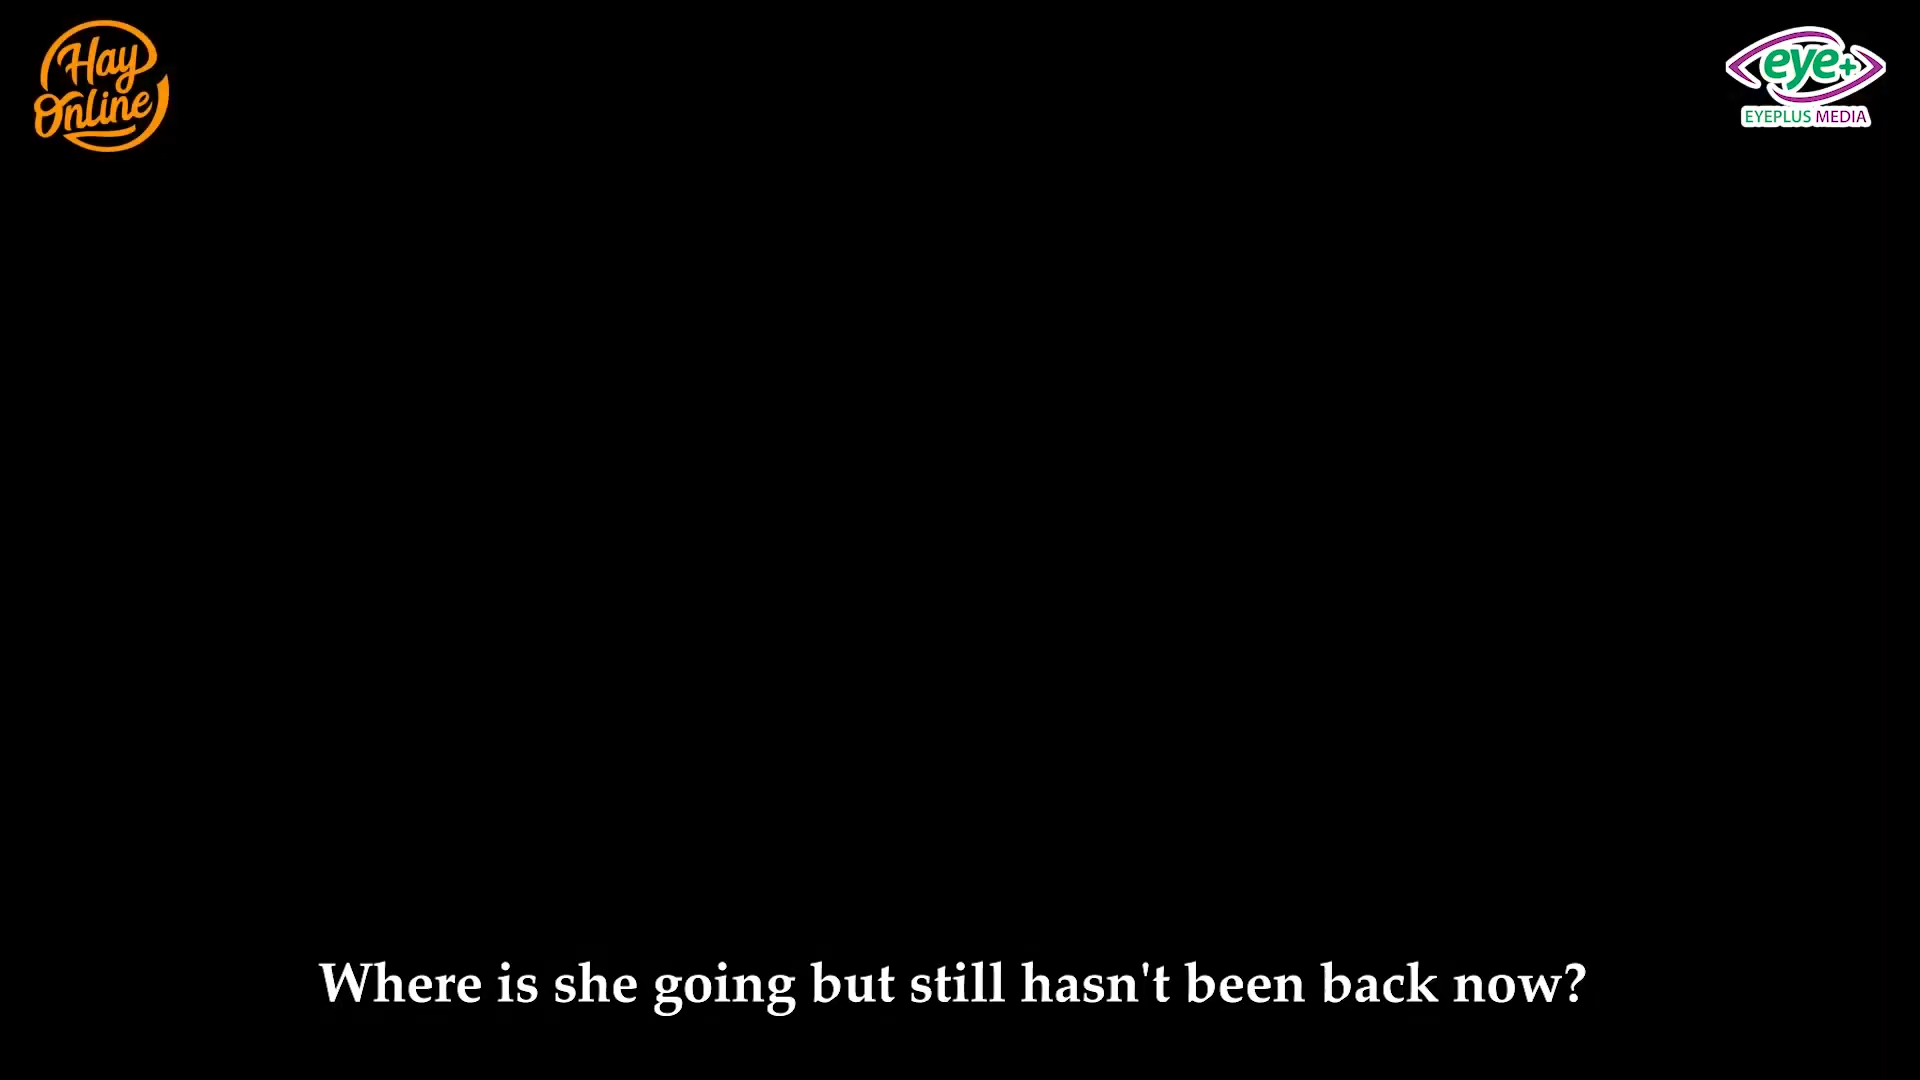 Hay
Online
eye+
EYEPLUS MEDIA
Where is she going but still hasn't been back now?